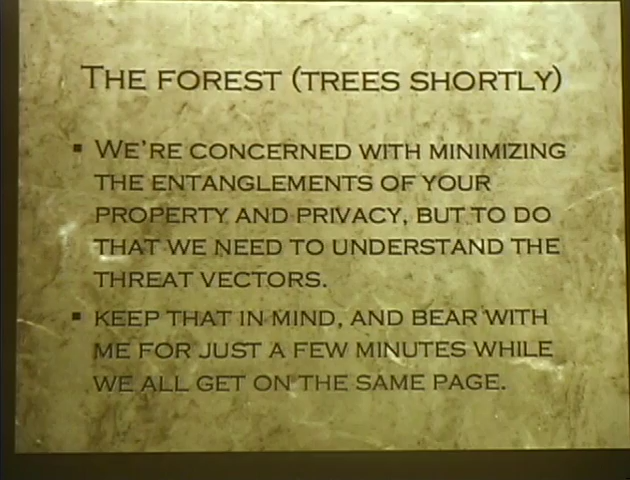 THE FOREST (TREES SHORTLY)
▪ WE'RE CONCERNED WITH MINIMIZING
THE ENTANGLEMENTS OF YOUR
PROPERTY AND PRIVACY, BUT TO DO
THAT WE NEED TO UNDERSTAND THE
THREAT VECTORS.
▪ KEEP THAT IN MIND, AND BEAR WITH
ME FOR JUST A FEW MINUTES WHILE
WE ALL GET ON THE SAME PAGE.